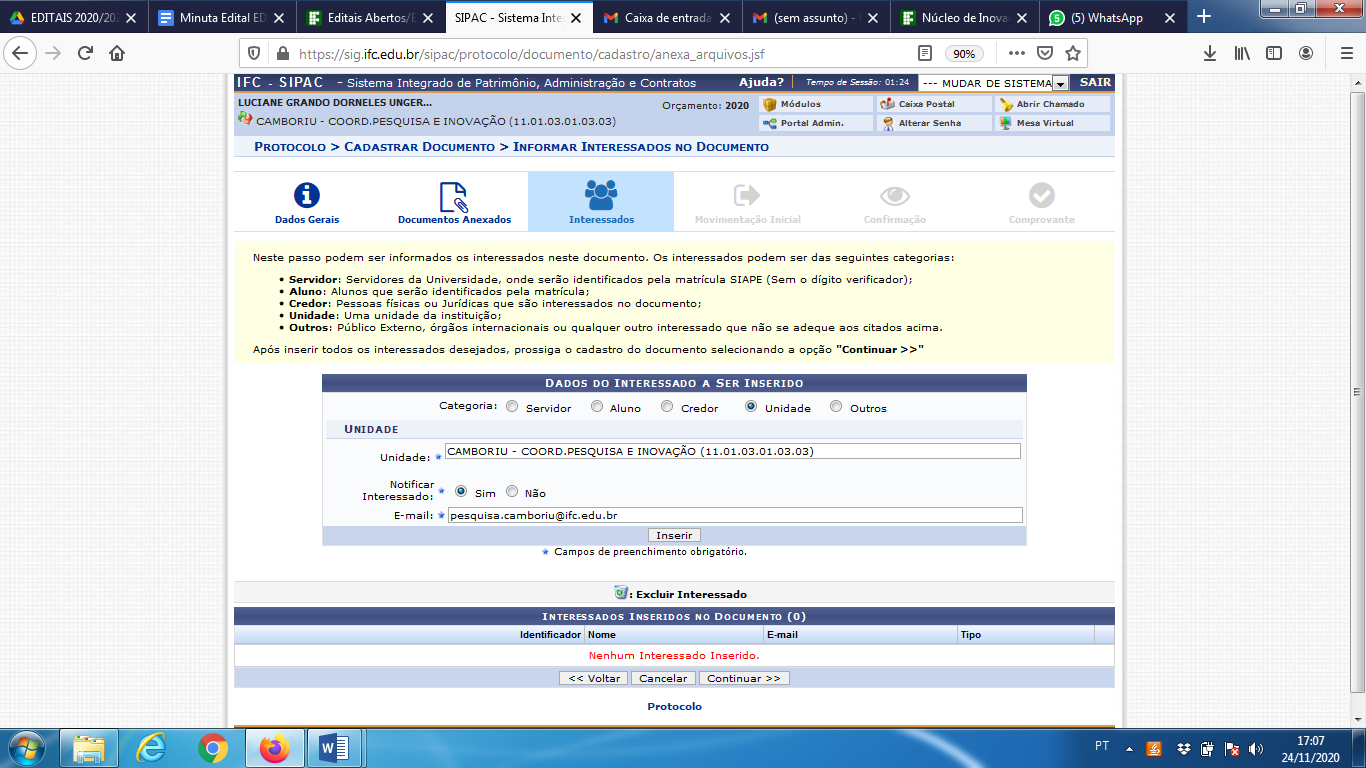 EDITAIS 2020/202
Minuta Edital ED
Editais Abertos/E
SIPAC - Sistema Inte
Caixa de entrada
(sem assunto) -
Núcleo de Inova
(5) WhatsApp
https://sig.ifc.edu.br/sipac/protocolo/documento/cadastro/anexa_arquivos.jsf
90%
IFC - SIPAC - Sistema Integrado de Patrimônio, Administração e Contratos
Ajuda?
Tempo de Sessão: 01:24
--- MUDAR DE SISTEMA
SAIR
LUCIANE GRANDO DORNELES UNGER...
Orçamento: 2020
Módulos
Caixa Postal
Abrir Chamado
CAMBORIU - COORD.PESQUISA E INOVAÇÃO (11.01.03.01.03.03)
Portal Admin.
Alterar Senha
Mesa Virtual
PROTOCOLO > CADASTRAR DOCUMENTO > INFORMAR INTERESSADOS NO DOCUMENTO
Dados Gerais
Documentos Anexados
Interessados
Movimentação Inicial
Confirmação
Comprovante
Neste passo podem ser informados os interessados neste documento. Os interessados podem ser das seguintes categorias:
• Servidor: Servidores da Universidade, onde serão identificados pela matrícula SIAPE (Sem o dígito verificador);
• Aluno: Alunos que serão identificados pela matrícula;
• Credor: Pessoas físicas ou Jurídicas que são interessados no documento;
• Unidade: Uma unidade da instituição;
• Outros: Público Externo, órgãos internacionais ou qualquer outro interessado que não se adeque aos citados acima.
Após inserir todos os interessados desejados, prossiga o cadastro do documento selecionando a opção "Continuar >>"
DADOS DO INTERESSADO A SER INSERIDO
Categoria: Servidor Aluno Credor Unidade Outros
UNIDADE
Unidade: CAMBORIU - COORD.PESQUISA E INOVAÇÃO (11.01.03.01.03.03)
Notificar
Interessado: Sim Não
E-mail: pesquisa.camboriu@ifc.edu.br
Inserir
Campos de preenchimento obrigatório.
: Excluir Interessado
INTERESSADOS INSERIDOS NO DOCUMENTO (0)
Identificador Nome E-mail Tipo
Nenhum Interessado Inserido.
<< Voltar Cancelar Continuar >>
Protocolo
PT
17:07
24/11/2020